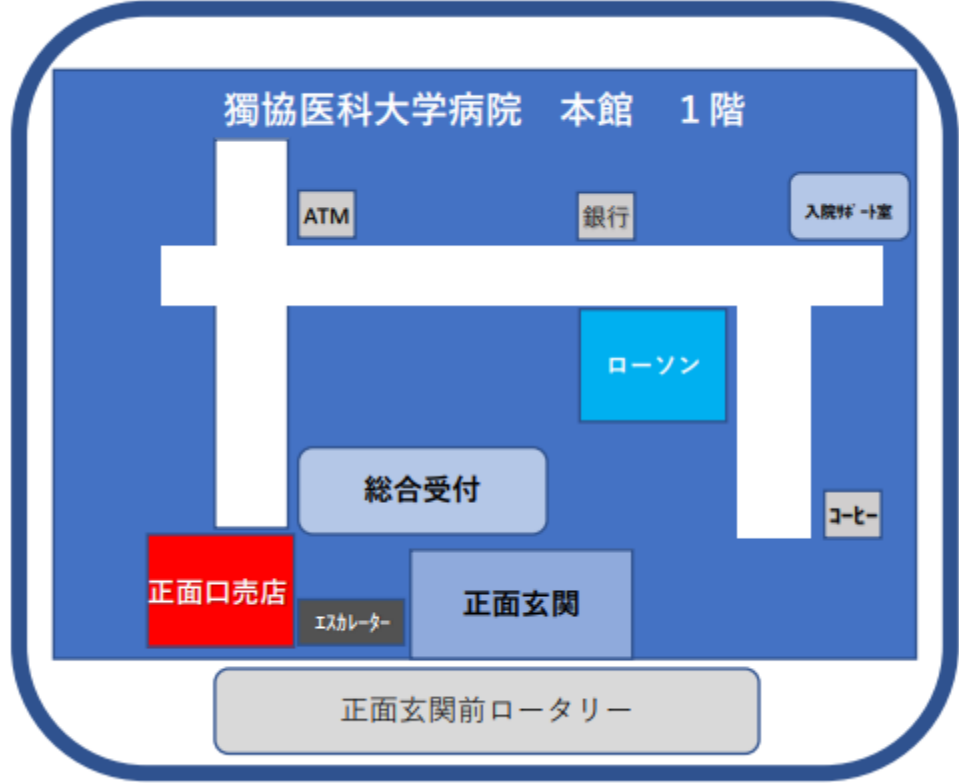 獨協医科大学病院　本館　１階
ATM
銀行
入院ｻﾎﾟｰﾄ室
ローソン
総合受付
ｺｰﾋｰ
正面口売店
ｴｽｶﾚｰﾀｰ
正面玄関
正面玄関前ロータリー